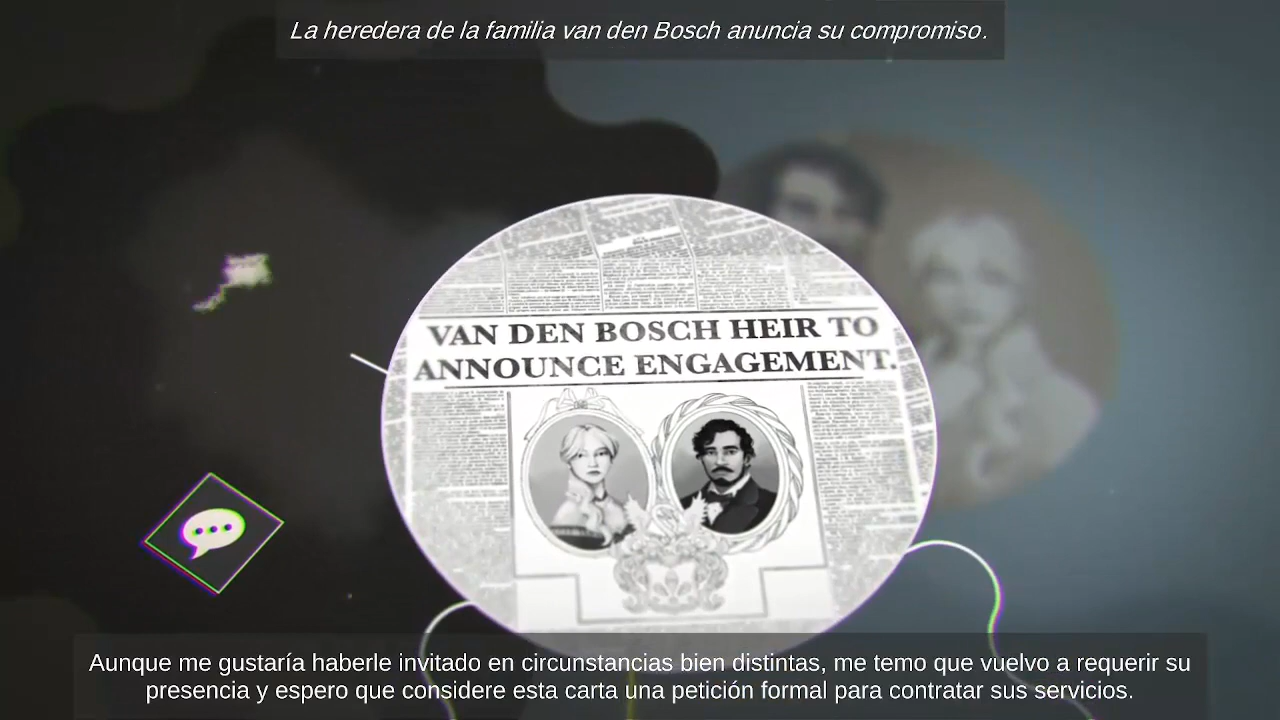 La heredera de la familia van den Bosch anuncia su compromiso.
VAN DEN BOSCH HEIR TO
ANNOUNCE ENGAGEMENT.
Aunque me gustaría haberle invitado en circunstancias bien distintas, me temo que vuelvo a requerir su
presencia y espero que considere esta carta una petición formal para contratar sus servicios.